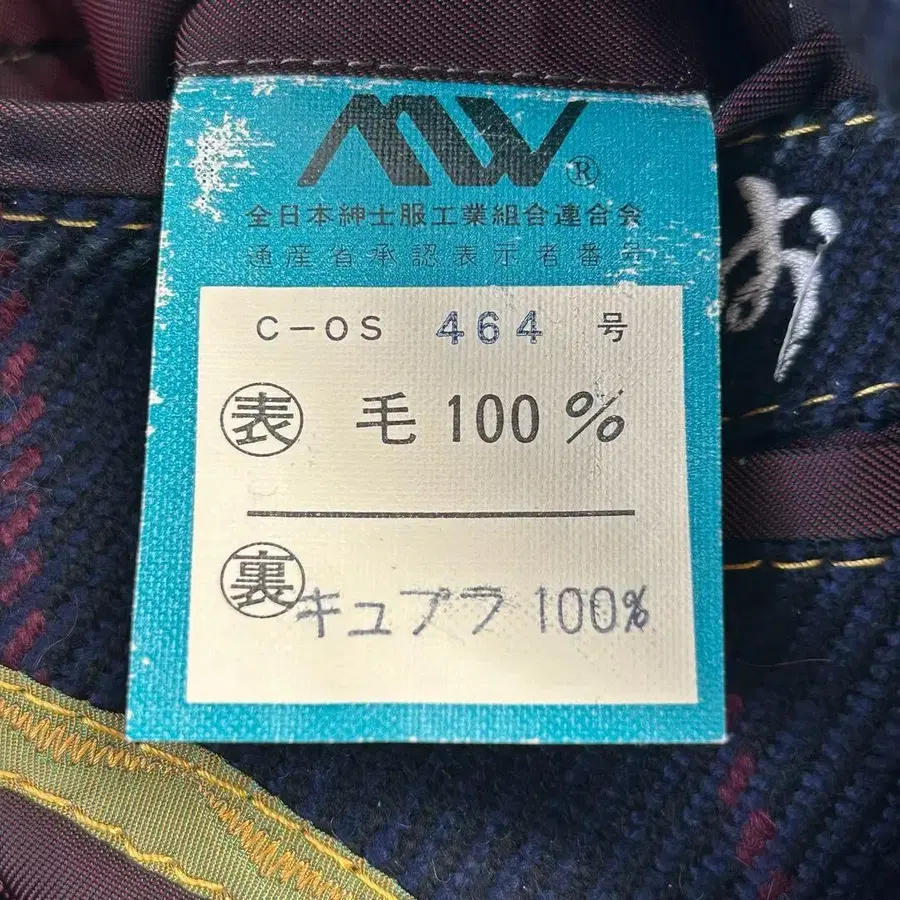 MW®
全日本紳士服工業組合連合会
通産省承認表示者番号
C-OS 464 号
表 毛 100%
裏 キュプラ 100%